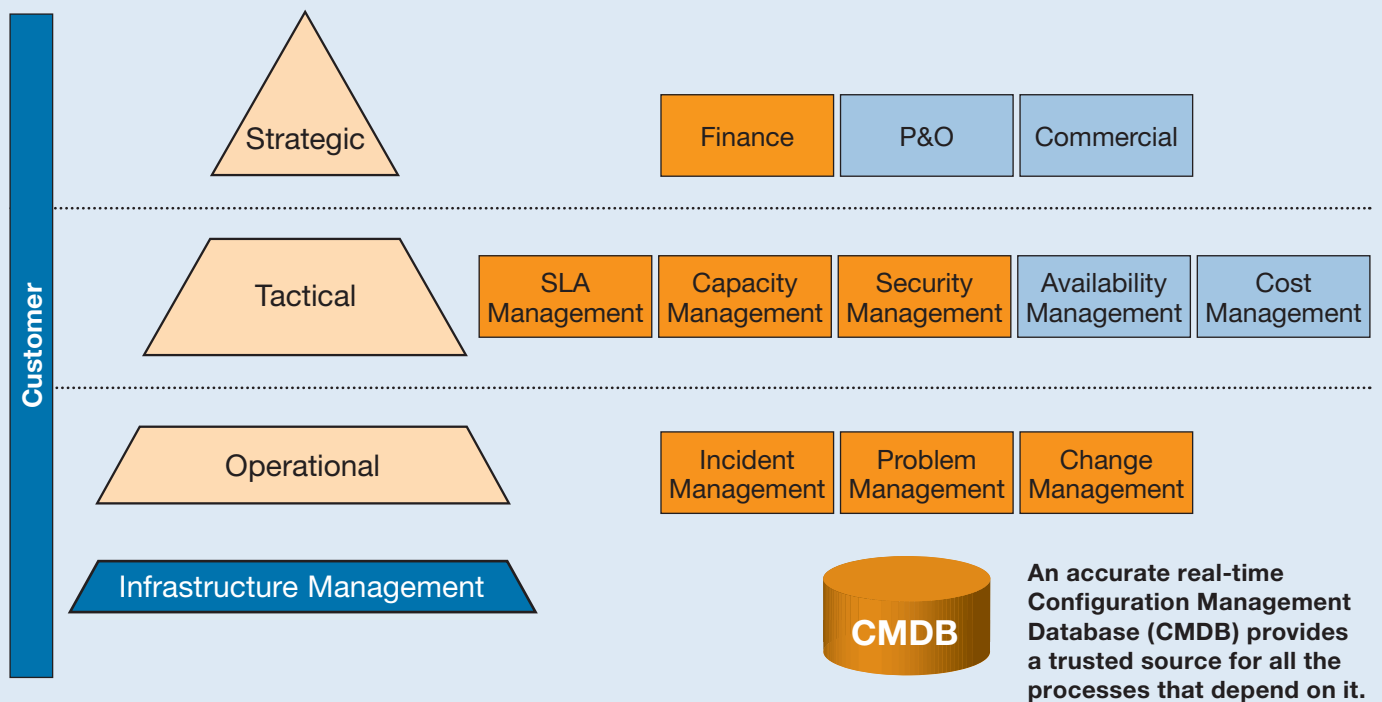 Customer
Strategic
Finance
P&O
Commercial
Tactical
SLA
Management
Capacity
Management
Security
Management
Availability
Management
Cost
Management
Operational
Incident
Management
Problem
Management
Change
Management
Infrastructure Management
CMDB
An accurate real-time
Configuration Management
Database (CMDB) provides
a trusted source for all the
processes that depend on it.